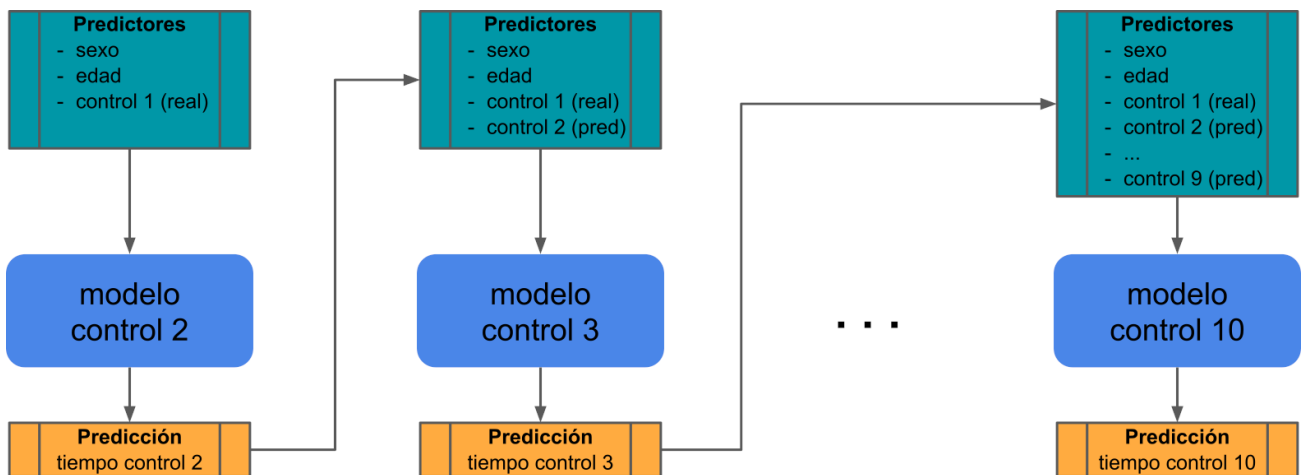 Predictores
- sexo
- edad
- control 1 (real)
modelo
control 2
Predicción
tiempo control 2
Predictores
- sexo
- edad
- control 1 (real)
- control 2 (pred)
modelo
control 3
Predicción
tiempo control 3
...
Predictores
- sexo
- edad
- control 1 (real)
- control 2 (pred)
- ...
- control 9 (pred)
modelo
control 10
Predicción
tiempo control 10